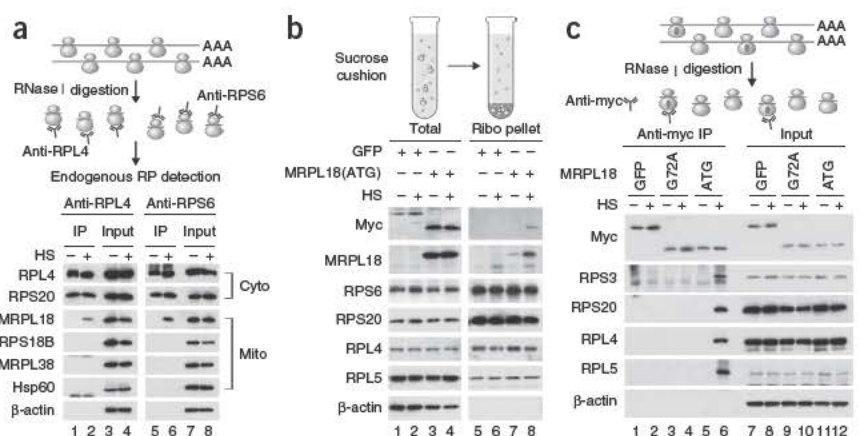 a
AAA
AAA
RNase I digestion
Anti-RPS6
Anti-RPL4
Endogenous RP detection
Anti-RPL4 Anti-RPS6
IP Input IP Input
HS − + − + − + − +
RPL4
RPS20
Cyto
MRPL18
RPS18B
MRPL38
Hsp60
Mito
β-actin
1 2 3 4 5 6 7 8
b
Sucrose
cushion
Total Ribo pellet
GFP + + − − + + − −
MRPL18(ATG) − − + + − − + +
HS − + − + − + − +
Myc
MRPL18
RPS6
RPS20
RPL4
RPL5
β-actin
1 2 3 4 5 6 7 8
c
AAA
AAA
RNase I digestion
Anti-myc
Anti-myc IP Input
MRPL18 GFP G72A ATG GFP G72A ATG
HS − + − + − + − + − + − +
Myc
RPS3
RPS20
RPL4
RPL5
β-actin
1 2 3 4 5 6 7 8 9 10 11 12